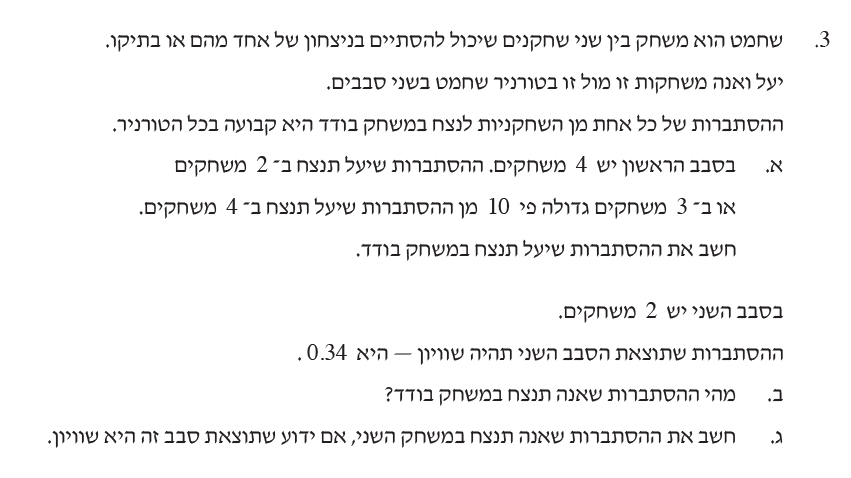 3. שחמט הוא משחק בין שני שחקנים שיכול להסתיים בניצחון של אחד מהם או בתיקו.
יעל ואנה משחקות זו מול זו בטורניר שחמט בשני סבבים.
ההסתברות של כל אחת מן השחקניות לנצח במשחק בודד היא קבועה בכל הטורניר.
א. בסבב הראשון יש 4 משחקים. ההסתברות שיעל תנצח ב־ 2 משחקים
או ב־ 3 משחקים גדולה פי 10 מן ההסתברות שיעל תנצח ב־ 4 משחקים.
חשב את ההסתברות שיעל תנצח במשחק בודד.
בסבב השני יש 2 משחקים.
ההסתברות שתוצאת הסבב השני תהיה שוויון — היא 0.34 .
ב. מהי ההסתברות שאנה תנצח במשחק בודד?
ג. חשב את ההסתברות שאנה תנצח במשחק השני, אם ידוע שתוצאת סבב זה היא שוויון.